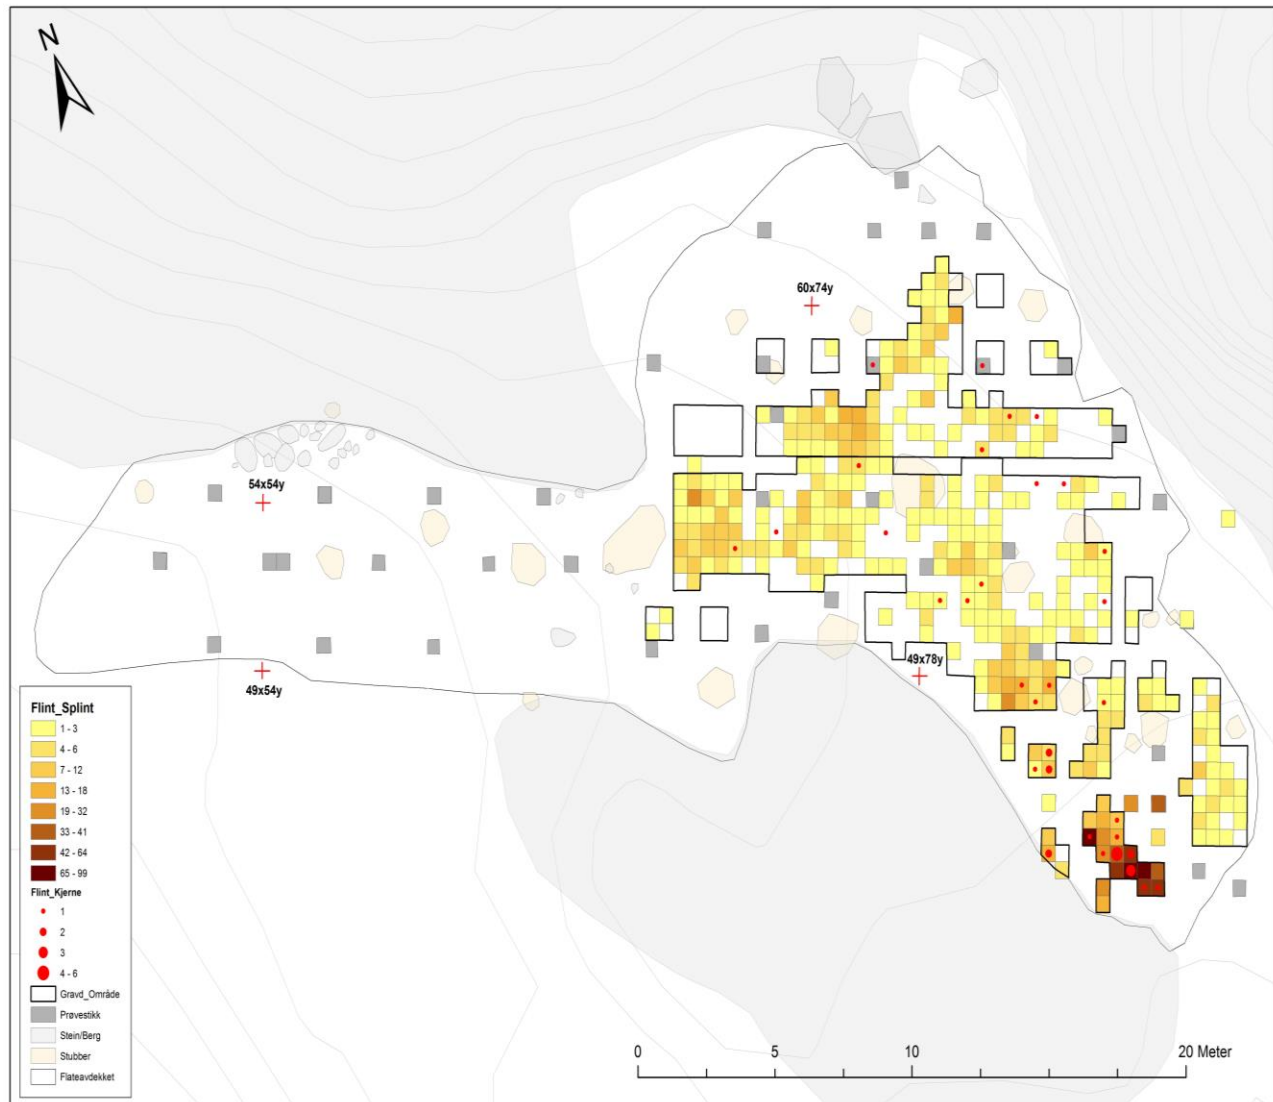 N
60x74y
54x54y
49x78y
49x54y
Flint_Splint
1 - 3
4 - 6
7 - 12
13 - 18
19 - 32
33 - 41
42 - 64
65 - 99
Flint_Kjerne
1
2
3
4 - 6
Gravd_Område
Prøvestikk
Stein/Berg
Stubber
Flateavdekket
0 5 10 20 Meter